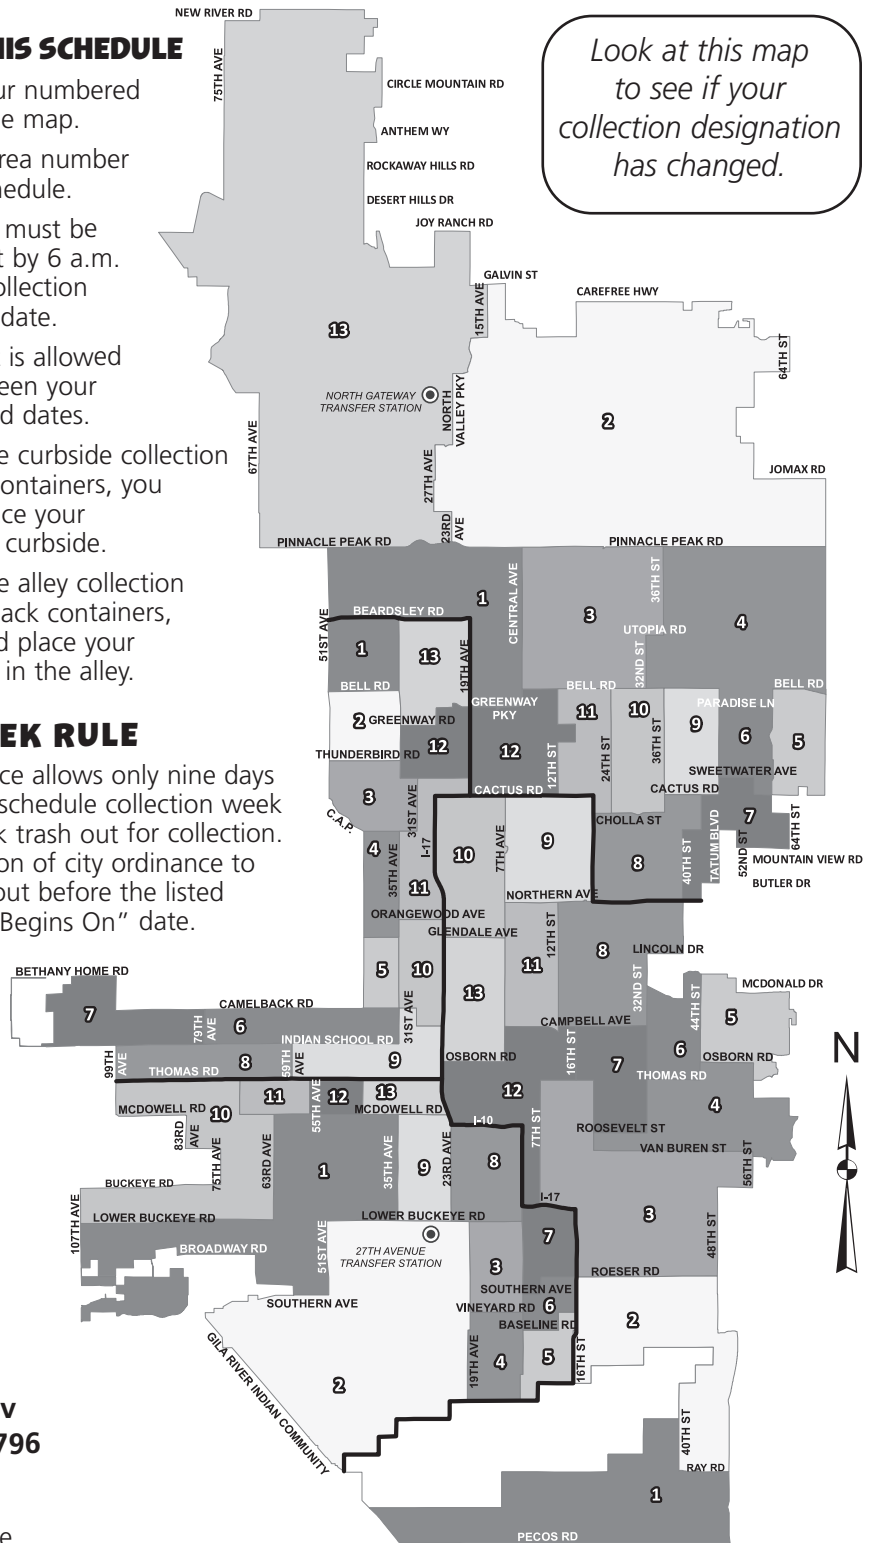 HIS SCHEDULE
ur numbered
e map.
rea number
hedule.
must be
t by 6 a.m.
ollection
date.
is allowed
een your
d dates.
e curbside collection
containers, you
ce your
curbside.
e alley collection
ack containers,
d place your
in the alley.
EEK RULE
ce allows only nine days
schedule collection week
k trash out for collection.
on of city ordinance to
out before the listed
Begins On” date.
v
796
e
Look at this map
to see if your
collection designation
has changed.
NEW RIVER RD
75TH AVE
CIRCLE MOUNTAIN RD
ANTHEM WY
ROCKAWAY HILLS RD
DESERT HILLS DR
JOY RANCH RD
GALVIN ST
15TH AVE
CAREFREE HWY
13
64TH ST
NORTH GATEWAY
TRANSFER STATION
NORTH
VALLEY PKY
2
67TH AVE
27TH AVE
JOMAX RD
23RD
AVE
PINNACLE PEAK RD
PINNACLE PEAK RD
1
CENTRAL AVE
3
36TH ST
4
BEARDSLEY RD
UTOPIA RD
51ST AVE
1
13
19TH AVE
32ND ST
BELL RD
BELL RD
BELL RD
GREENWAY
PKY
PARADISE LN
2
GREENWAY RD
11
10
9
6
5
12
12
THUNDERBIRD RD
12TH ST
24TH ST
36TH ST
SWEETWATER AVE
3
CACTUS RD
CACTUS RD
C.A.P.
31ST AVE
CHOLLA ST
TATUM BLVD
7
64TH ST
4
35TH AVE
I-17
10
7TH AVE
9
8
40TH ST
52ND ST
MOUNTAIN VIEW RD
BUTLER DR
11
NORTHERN AVE
ORANGEWOOD AVE
GLENDALE AVE
12TH ST
8
LINCOLN DR
5
10
11
BETHANY HOME RD
13
32ND ST
44TH ST
MCDONALD DR
7
CAMELBACK RD
31ST AVE
5
79TH
AVE
6
CAMPBELL AVE
INDIAN SCHOOL RD
16TH ST
6
99TH
AVE
8
59TH
AVE
9
OSBORN RD
7
OSBORN RD
THOMAS RD
THOMAS RD
11
12
13
12
4
MCDOWELL RD
10
55TH AVE
MCDOWELL RD
I-10
7TH ST
ROOSEVELT ST
83RD
AVE
VAN BUREN ST
75TH AVE
63RD AVE
1
35TH AVE
9
23RD AVE
8
56TH ST
BUCKEYE RD
I-17
107TH AVE
LOWER BUCKEYE RD
LOWER BUCKEYE RD
3
48TH ST
BROADWAY RD
51ST AVE
27TH AVENUE
TRANSFER STATION
7
3
ROESER RD
SOUTHERN AVE
SOUTHERN AVE
VINEYARD RD
6
BASELINE RD
2
GILA RIVER INDIAN COMMUNITY
2
19TH AVE
4
5
16TH ST
40TH ST
RAY RD
1
PECOS RD
N